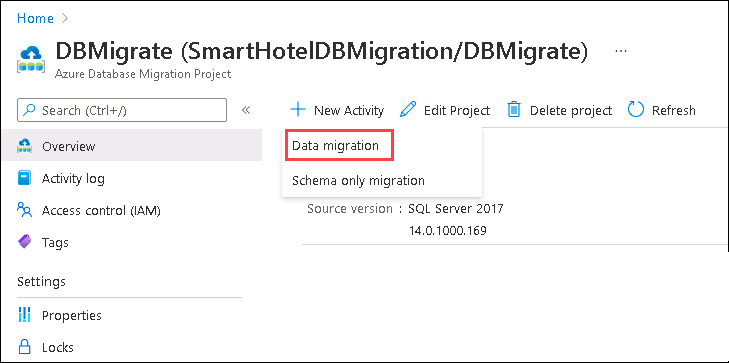 Home
DBMigrate (SmartHotelDBMigration/DBMigrate)
Azure Database Migration Project
Search (Ctrl+/)
New Activity
Edit Project
Delete project
Refresh
Overview
Activity log
Access control (IAM)
Tags
Settings
Properties
Locks
Data migration
Schema only migration
Source version : SQL Server 2017
14.0.1000.169